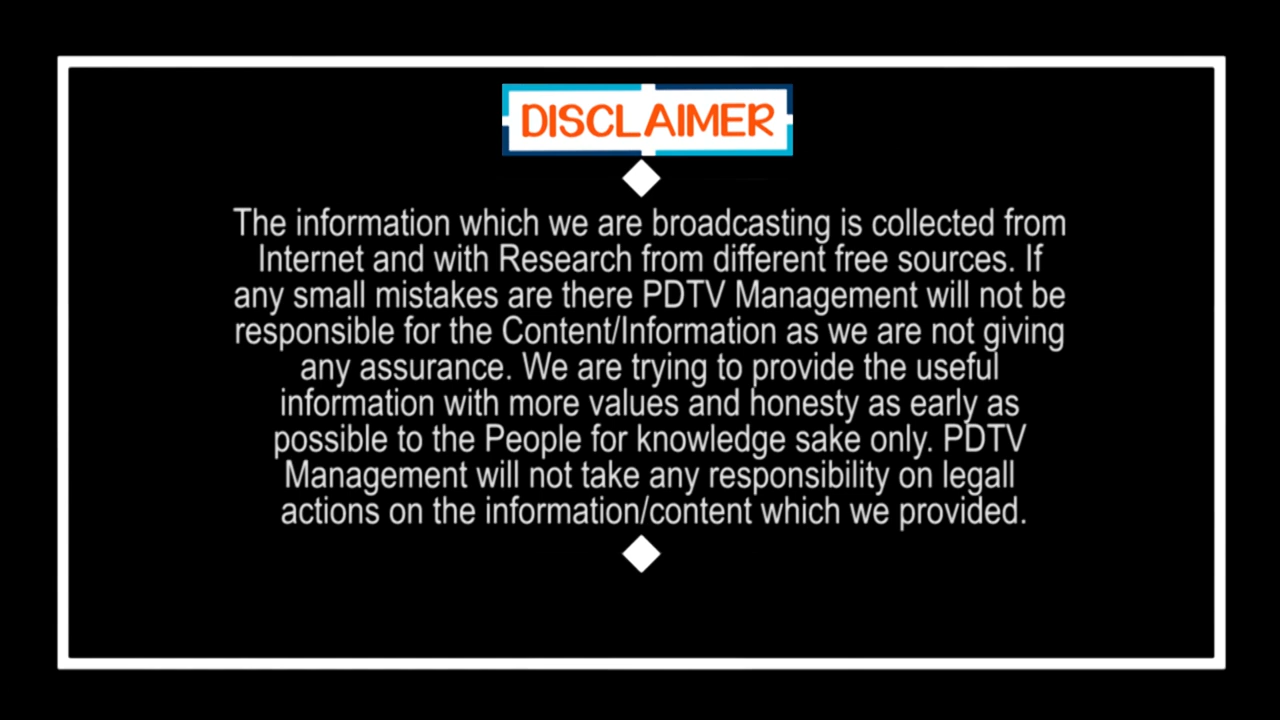 DISCLAIMER
The information which we are broadcasting is collected from
Internet and with Research from different free sources. If
any small mistakes are there PDTV Management will not be
responsible for the Content/Information as we are not giving
any assurance. We are trying to provide the useful
information with more values and honesty as early as
possible to the People for knowledge sake only. PDTV
Management will not take any responsibility on legall
actions on the information/content which we provided.